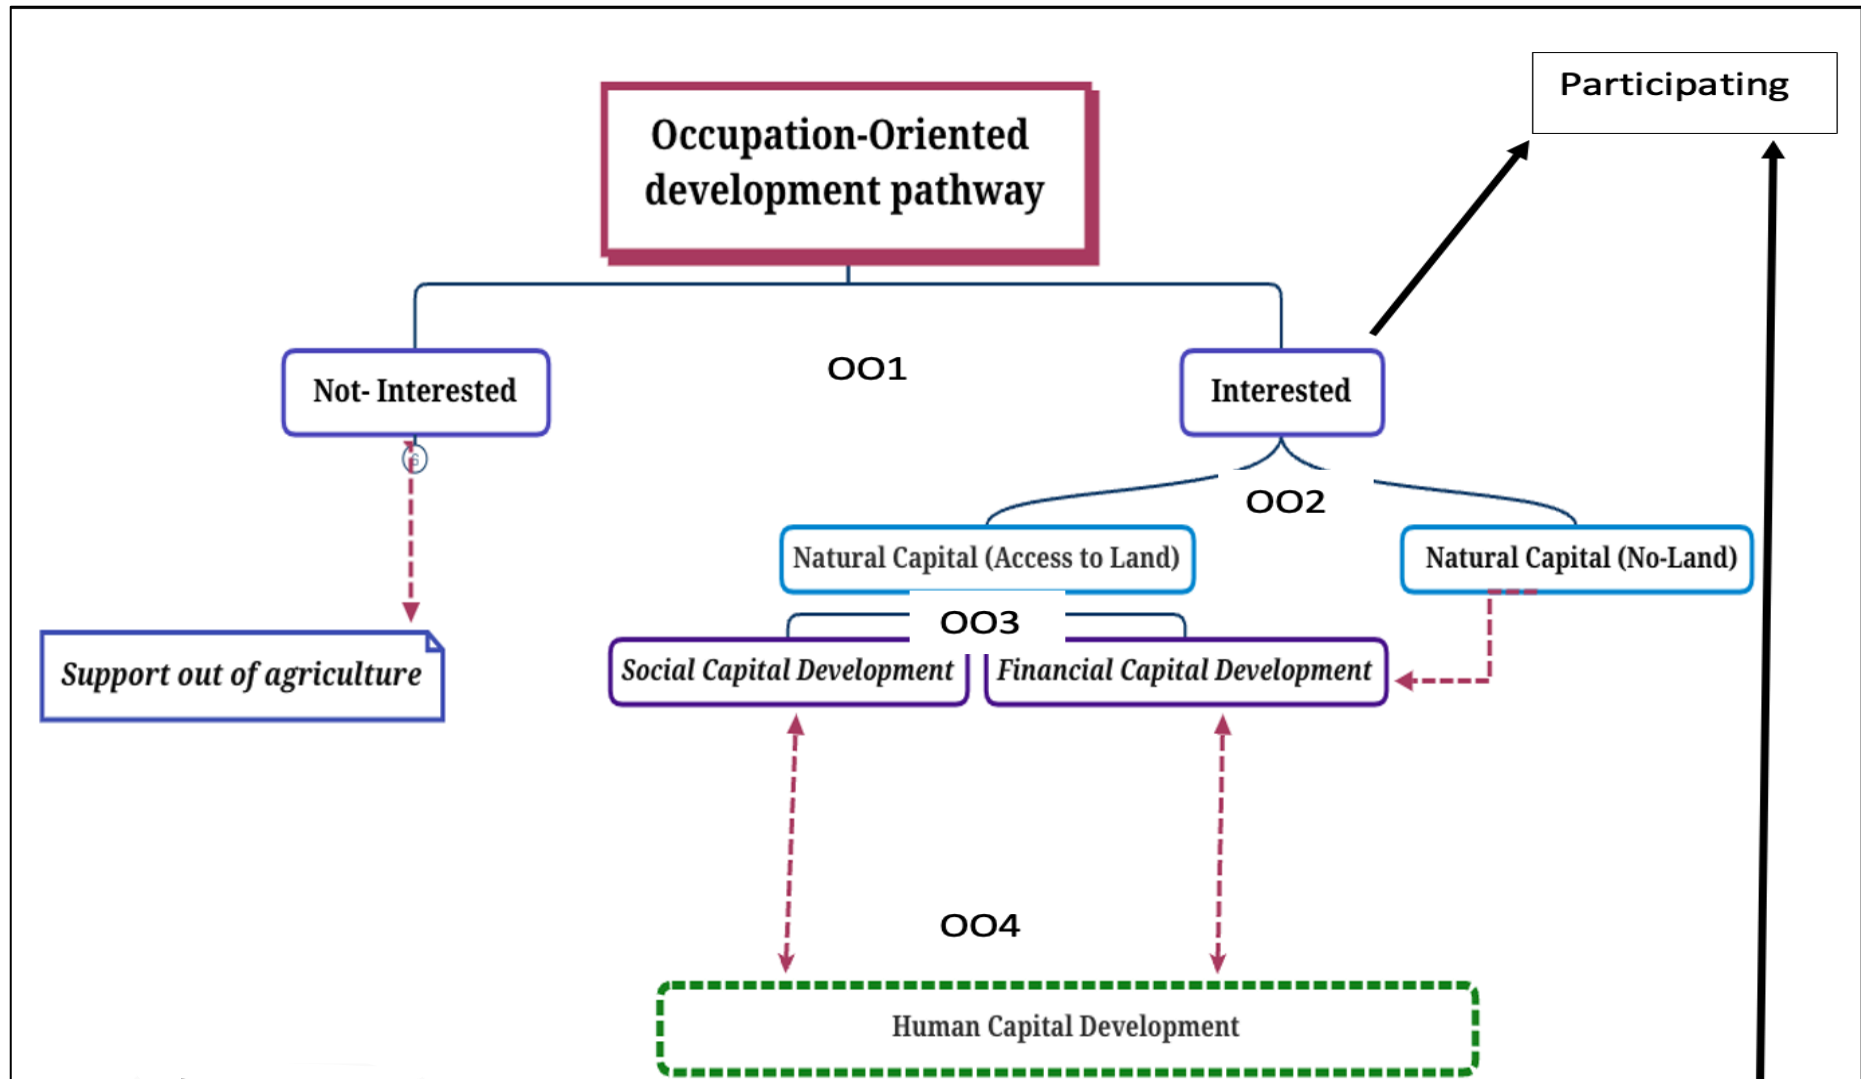 Participating
Occupation-Oriented
development pathway
OO1
Not- Interested
Interested
6
OO2
Natural Capital (Access to Land)
Natural Capital (No-Land)
OO3
Social Capital Development
Financial Capital Development
Support out of agriculture
OO4
Human Capital Development